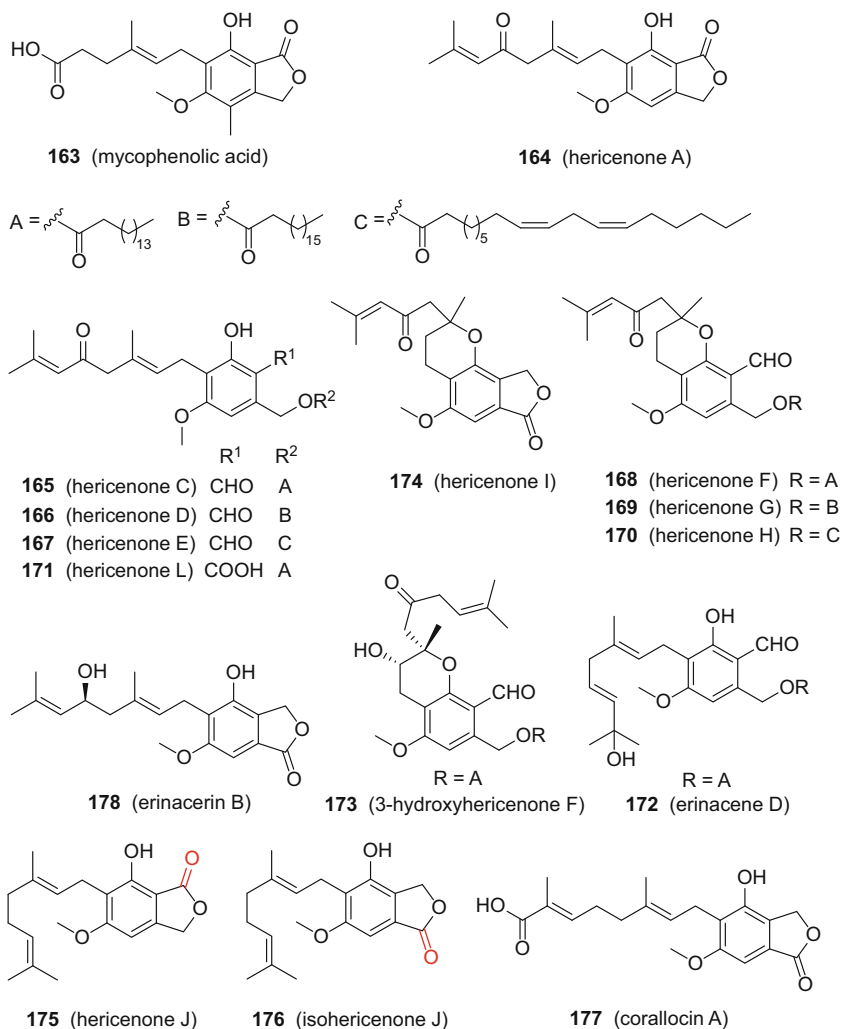 OH O
HO O O
O
163 (mycophenolic acid)
O OH O
O O
164 (hericenone A)
A = O 13
B = O 15
C = O 5
O OH R¹
OR²
O
R¹ R²
165 (hericenone C) CHO A
166 (hericenone D) CHO B
167 (hericenone E) CHO C
171 (hericenone L) COOH A
O O
O O
O
174 (hericenone I)
O O CHO
O OR
168 (hericenone F) R = A
169 (hericenone G) R = B
170 (hericenone H) R = C
OH OH
O O
O
178 (erinacerin B)
O
HO O CHO
O OR
R = A
173 (3-hydroxyhericenone F)
OH CHO
O OR
OH
R = A
172 (erinacene D)
OH O
O O
175 (hericenone J)
OH
O O
O
176 (isohericenone J)
HO OH
O O O
O
177 (corallocin A)